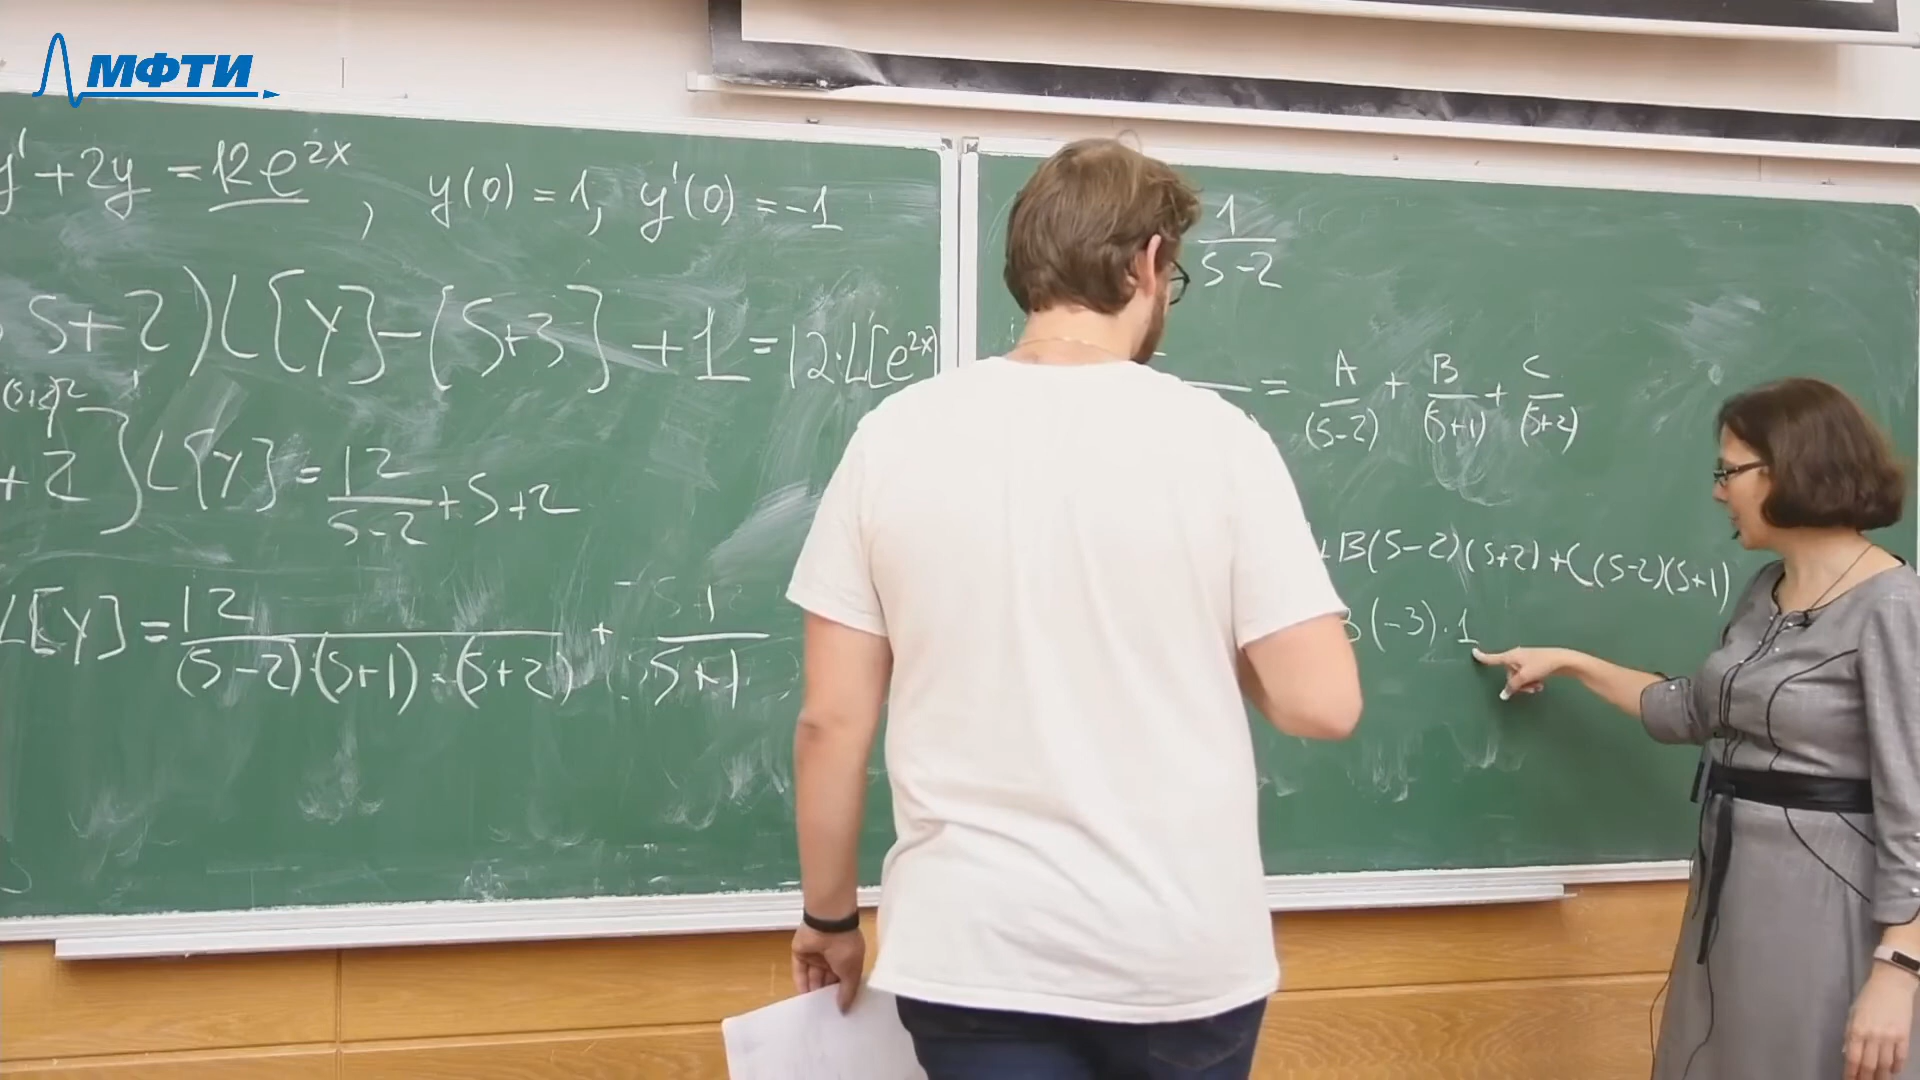 МФТИ
y' + 2y = 12e^{2x}, y(0) = 1, y'(0) = -1
S+2)L[Y] - [S+3] + 1 = 12·L[e^{2x}]
+2]L[Y] = 12/(S-2) + S+2
L[Y] = 12/((S-2)(S+1)·(S+2)) + S+1
1/(S-2)
= A/(S-2) + B/(S+1) + C/(S+2)
+B(S-2)(S+2)+C(S-2)(S+1)
B(-3)·1